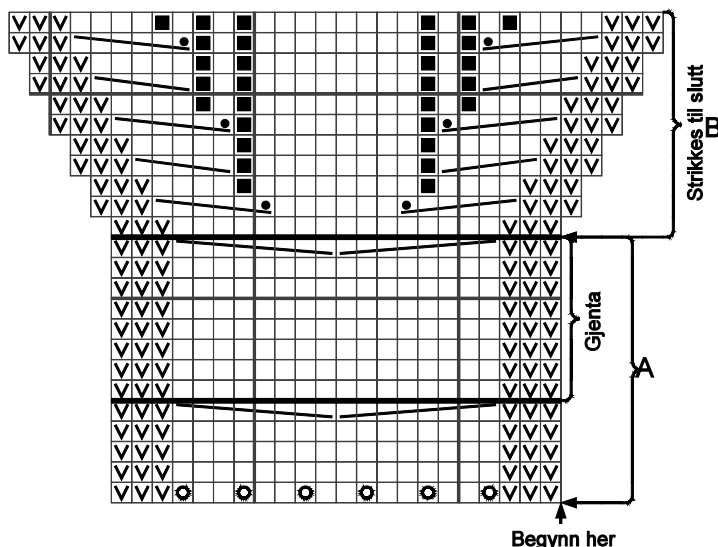 Strikkes til slutt
B
Gjenta
A
Begynn her